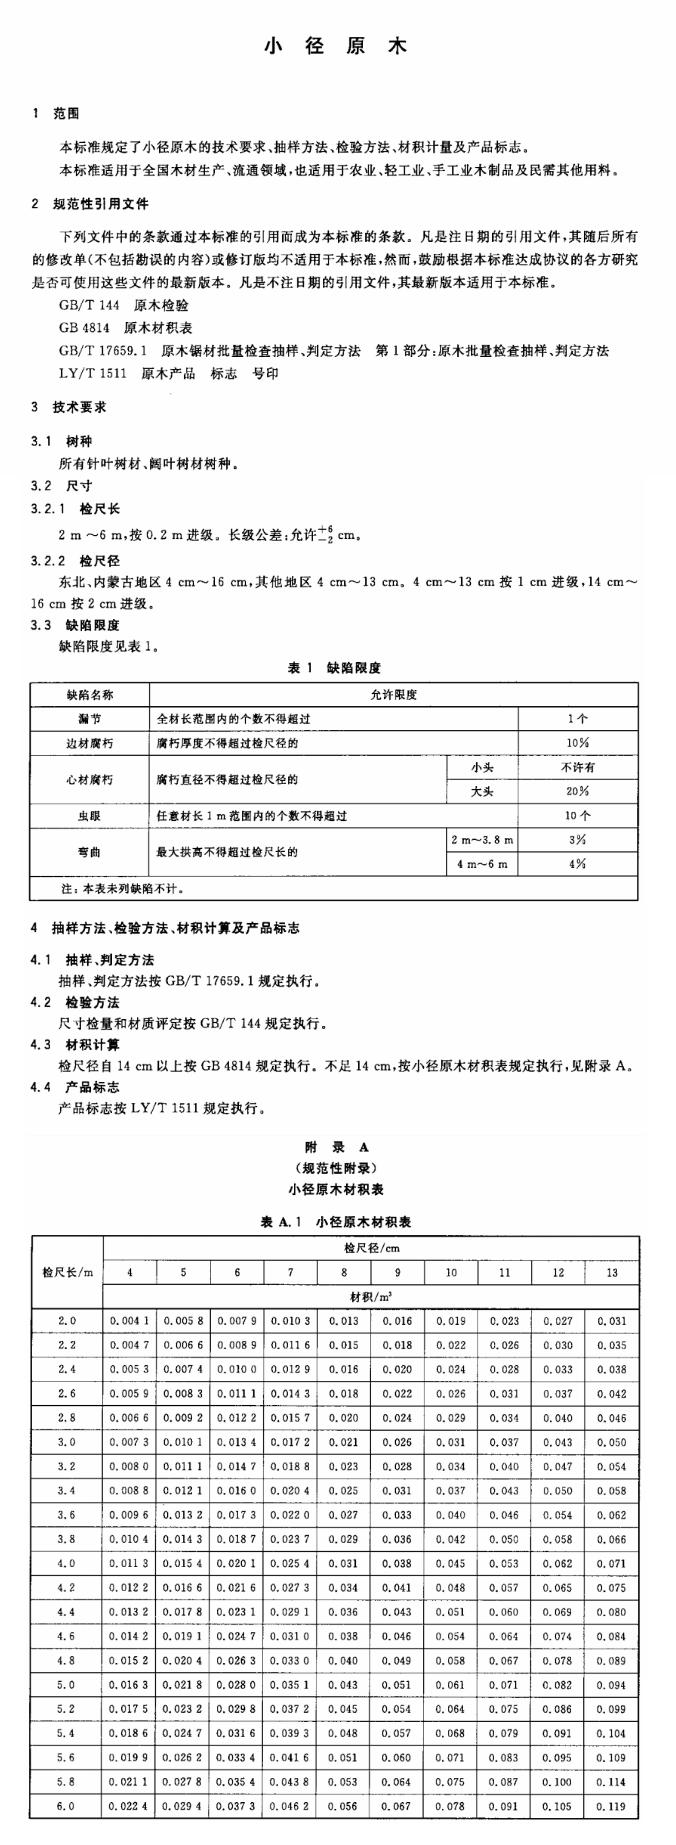 小 径 原 木
1 范围
本标准规定了小径原木的技术要求、抽样方法、检验方法、材积计量及产品标志。
本标准适用于全国木材生产、流通领域,也适用于农业、轻工业、手工业木制品及民需其他用料。
2 规范性引用文件
下列文件中的条款通过本标准的引用而成为本标准的条款。凡是注日期的引用文件,其随后所有
的修改单(不包括勘误的内容)或修订版均不适用于本标准,然而,鼓励根据本标准达成协议的各方研究
是否可使用这些文件的最新版本。凡是不注日期的引用文件,其最新版本适用于本标准。
GB/T 144 原木检验
GB 4814 原木材积表
GB/T 17659.1 原木锯材批量检查抽样、判定方法 第1部分:原木批量检查抽样、判定方法
LY/T 1511 原木产品 标志 号印
3 技术要求
3.1 树种
所有针叶树材、阔叶树材树种。
3.2 尺寸
3.2.1 检尺长
2 m～6 m,按 0.2 m 进级。长级公差:允许 +6 −2 cm。
3.2.2 检尺径
东北、内蒙古地区 4 cm～16 cm,其他地区 4 cm～13 cm。4 cm～13 cm 按 1 cm 进级,14 cm～
16 cm 按 2 cm 进级。
3.3 缺陷限度
缺陷限度见表 1。
表 1 缺陷限度
缺陷名称 允许限度
漏节 全材长范围内的个数不得超过 1个
边材腐朽 腐朽厚度不得超过检尺径的 10%
心材腐朽 腐朽直径不得超过检尺径的 小头 不许有
大头 20%
虫眼 任意材长 1 m 范围内的个数不得超过 10个
弯曲 最大拱高不得超过检尺长的 2 m～3.8 m 3%
4 m～6 m 4%
注:本表未列缺陷不计。
4 抽样方法、检验方法、材积计算及产品标志
4.1 抽样、判定方法
抽样、判定方法按 GB/T 17659.1 规定执行。
4.2 检验方法
尺寸检量和材质评定按 GB/T 144 规定执行。
4.3 材积计算
检尺径自 14 cm 以上按 GB 4814 规定执行。不足 14 cm,按小径原木材积表规定执行,见附录 A。
4.4 产品标志
产品标志按 LY/T 1511 规定执行。
附 录 A
(规范性附录)
小径原木材积表
表 A.1 小径原木材积表
检尺长/m 检尺径/cm
4 5 6 7 8 9 10 11 12 13
材积/m³
2.0 0.004 1 0.005 8 0.007 9 0.010 3 0.013 0.016 0.019 0.023 0.027 0.031
2.2 0.004 7 0.006 6 0.008 9 0.011 6 0.015 0.018 0.022 0.026 0.030 0.035
2.4 0.005 3 0.007 4 0.010 0 0.012 9 0.016 0.020 0.024 0.028 0.033 0.038
2.6 0.005 9 0.008 3 0.011 1 0.014 3 0.018 0.022 0.026 0.031 0.037 0.042
2.8 0.006 6 0.009 2 0.012 2 0.015 7 0.020 0.024 0.029 0.034 0.040 0.046
3.0 0.007 3 0.010 1 0.013 4 0.017 2 0.021 0.026 0.031 0.037 0.043 0.050
3.2 0.008 0 0.011 1 0.014 7 0.018 8 0.023 0.028 0.034 0.040 0.047 0.054
3.4 0.008 8 0.012 1 0.016 0 0.020 4 0.025 0.031 0.037 0.043 0.050 0.058
3.6 0.009 6 0.013 2 0.017 3 0.022 0 0.027 0.033 0.040 0.046 0.054 0.062
3.8 0.010 4 0.014 3 0.018 7 0.023 7 0.029 0.036 0.042 0.050 0.058 0.066
4.0 0.011 3 0.015 4 0.020 1 0.025 4 0.031 0.038 0.045 0.053 0.062 0.071
4.2 0.012 2 0.016 6 0.021 6 0.027 3 0.034 0.041 0.048 0.057 0.065 0.075
4.4 0.013 2 0.017 8 0.023 1 0.029 1 0.036 0.043 0.051 0.060 0.069 0.080
4.6 0.014 2 0.019 1 0.024 7 0.031 0 0.038 0.046 0.054 0.064 0.074 0.084
4.8 0.015 2 0.020 4 0.026 3 0.033 0 0.040 0.049 0.058 0.067 0.078 0.089
5.0 0.016 3 0.021 8 0.028 0 0.035 1 0.043 0.051 0.061 0.071 0.082 0.094
5.2 0.017 5 0.023 2 0.029 8 0.037 2 0.045 0.054 0.064 0.075 0.086 0.099
5.4 0.018 6 0.024 7 0.031 6 0.039 3 0.048 0.057 0.068 0.079 0.091 0.104
5.6 0.019 9 0.026 2 0.033 4 0.041 6 0.051 0.060 0.071 0.083 0.095 0.109
5.8 0.021 1 0.027 8 0.035 4 0.043 8 0.053 0.064 0.075 0.087 0.100 0.114
6.0 0.022 4 0.029 4 0.037 3 0.046 2 0.056 0.067 0.078 0.091 0.105 0.119